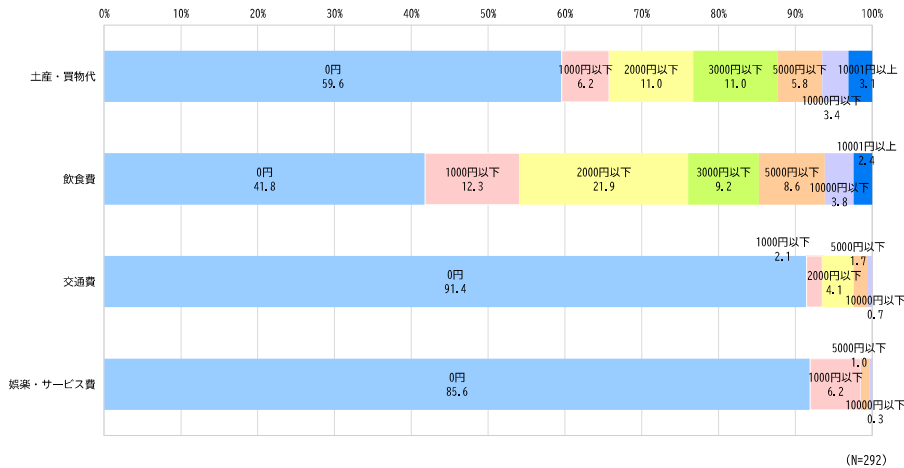 0% 10% 20% 30% 40% 50% 60% 70% 80% 90% 100%
土産・買物代
0円 1000円以下 2000円以下 3000円以下 5000円以下 10001円以上
59.6 6.2 11.0 11.0 5.8 3.1
10000円以下
3.4
10001円以上
2.4
飲食費
0円 1000円以下 2000円以下 3000円以下 5000円以下
41.8 12.3 21.9 9.2 8.6
10000円以下
3.8
1000円以下 5000円以下
2.1 1.7
交通費
0円 2000円以下
91.4 4.1
10000円以下
0.7
5000円以下
1.0
娯楽・サービス費
0円 1000円以下
85.6 6.2
10000円以下
0.3
(N=292)